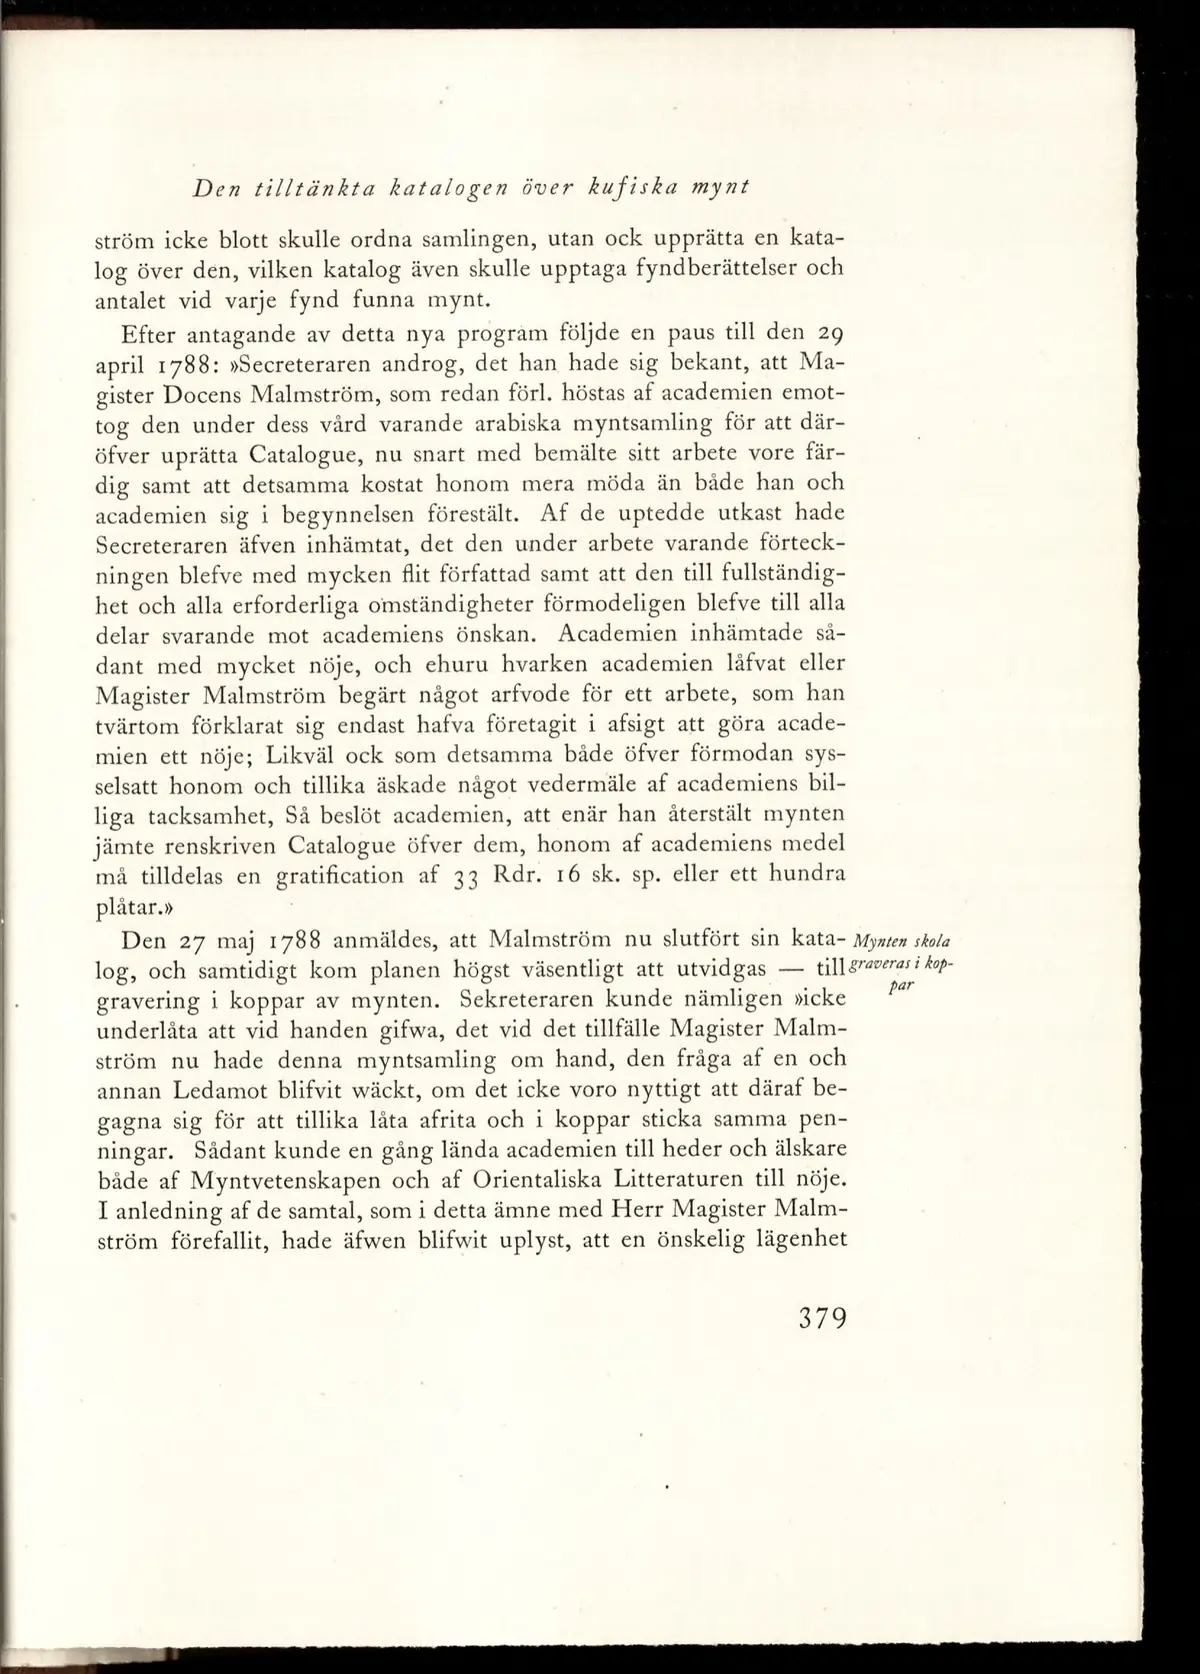 Den tilltänkta katalogen över kufiska mynt
ström icke blott skulle ordna samlingen, utan ock upprätta en kata-
log över den, vilken katalog även skulle upptaga fyndberättelser och
antalet vid varje fynd funna mynt.
Efter antagande av detta nya program följde en paus till den 29
april 1788: »Secreteraren androg, det han hade sig bekant, att Ma-
gister Docens Malmström, som redan förl. höstas af academien emot-
tog den under dess vård varande arabiska myntsamling för att där-
öfver uprätta Catalogue, nu snart med bemälte sitt arbete vore fär-
dig samt att detsamma kostat honom mera möda än både han och
academien sig i begynnelsen förestält. Af de uptedde utkast hade
Secreteraren äfven inhämtat, det den under arbete varande förteck-
ningen blefve med mycken flit författad samt att den till fullständig-
het och alla erforderliga omständigheter förmodeligen blefve till alla
delar svarande mot academiens önskan. Academien inhämtade så-
dant med mycket nöje, och ehuru hvarken academien låfvat eller
Magister Malmström begärt något arfvode för ett arbete, som han
tvärtom förklarat sig endast hafva företagit i afsigt att göra acade-
mien ett nöje; Likväl ock som detsamma både öfver förmodan sys-
selsatt honom och tillika äskade något vedermäle af academiens bil-
liga tacksamhet, Så beslöt academien, att enär han återstält mynten
jämte renskriven Catalogue öfver dem, honom af academiens medel
må tilldelas en gratification af 33 Rdr. 16 sk. sp. eller ett hundra
plåtar.»
Den 27 maj 1788 anmäldes, att Malmström nu slutfört sin kata-
log, och samtidigt kom planen högst väsentligt att utvidgas — till
gravering i koppar av mynten. Sekreteraren kunde nämligen »icke
underlåta att vid handen gifwa, det vid det tillfälle Magister Malm-
ström nu hade denna myntsamling om hand, den fråga af en och
annan Ledamot blifvit wäckt, om det icke voro nyttigt att däraf be-
gagna sig för att tillika låta afrita och i koppar sticka samma pen-
ningar. Sådant kunde en gång lända academien till heder och älskare
både af Myntvetenskapen och af Orientaliska Litteraturen till nöje.
I anledning af de samtal, som i detta ämne med Herr Magister Malm-
ström förefallit, hade äfwen blifwit uplyst, att en önskelig lägenhet
Mynten skola
graveras i kop-
par
379